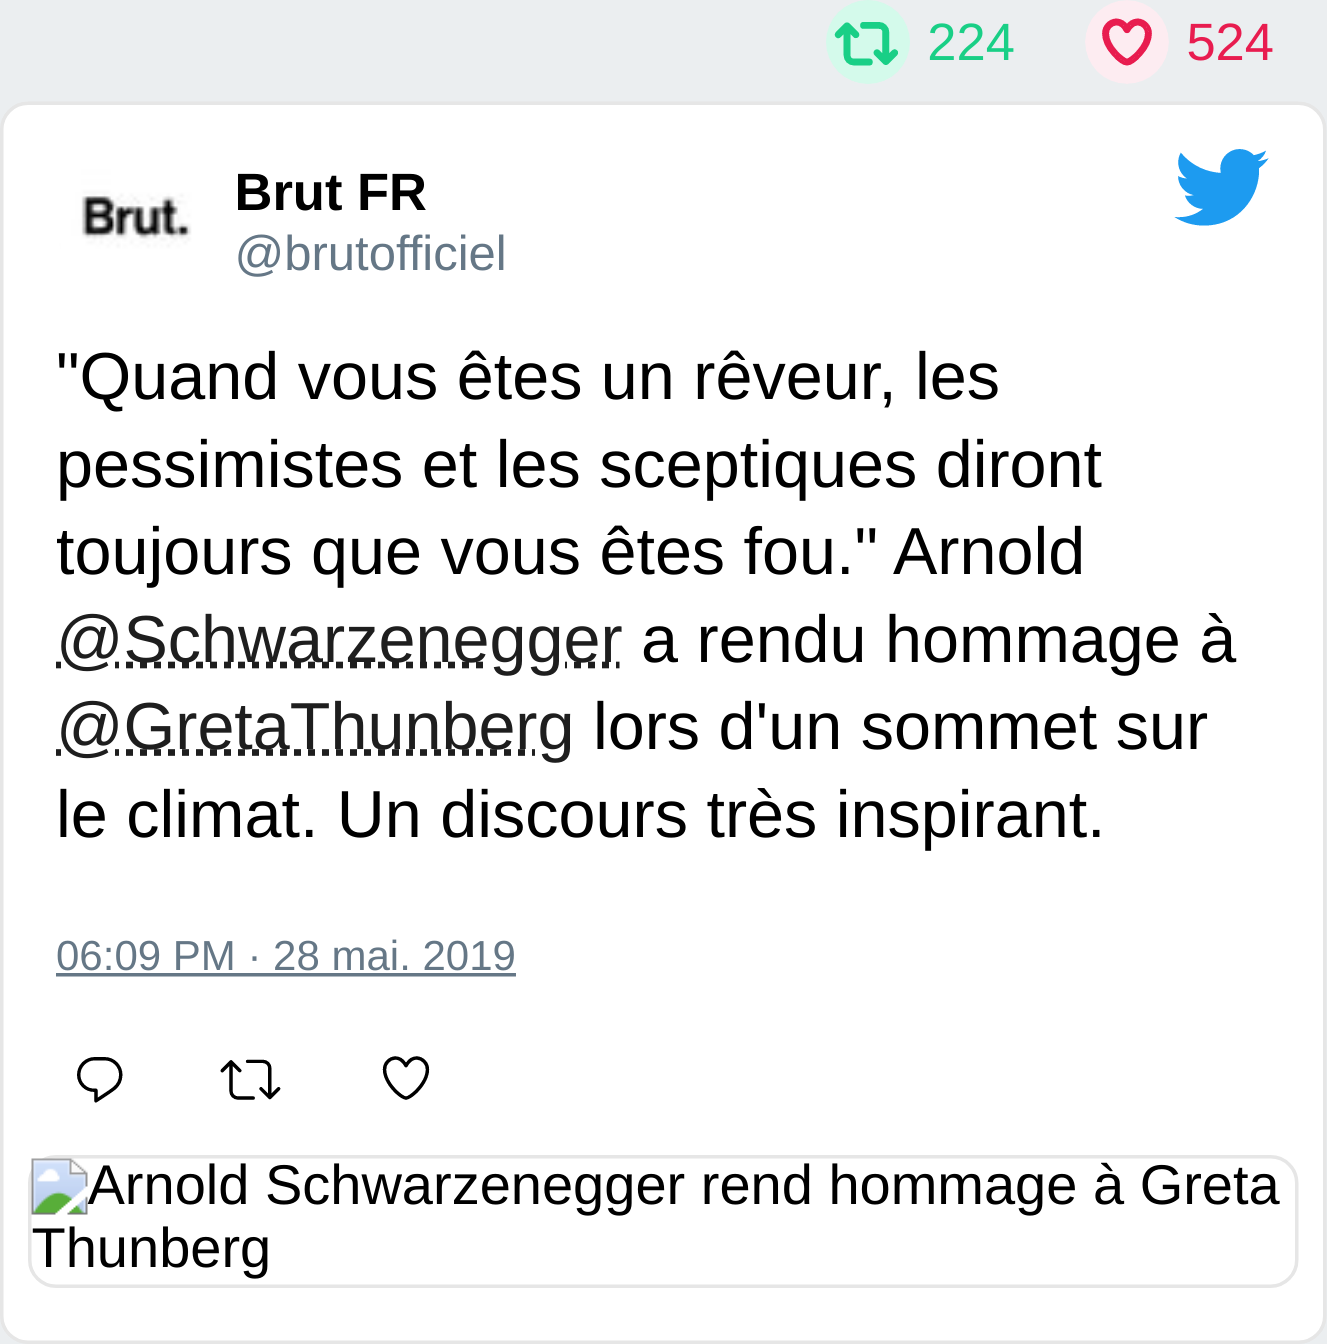 224 524
Brut.
Brut FR
@brutofficiel
"Quand vous êtes un rêveur, les
pessimistes et les sceptiques diront
toujours que vous êtes fou." Arnold
@Schwarzenegger a rendu hommage à
@GretaThunberg lors d'un sommet sur
le climat. Un discours très inspirant.
06:09 PM · 28 mai. 2019
Arnold Schwarzenegger rend hommage à Greta
Thunberg